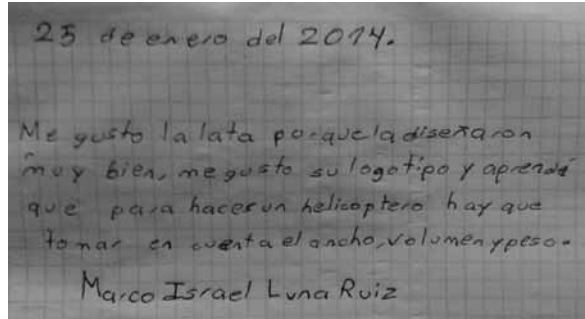 25 de enero del 2014.
Me gusto la lata porque la diseñaron
muy bien, me gusto su logotipo y aprendi
que para hacer un helicoptero hay que
tomar en cuenta el ancho, volumen y peso.
Marco Israel Luna Ruiz